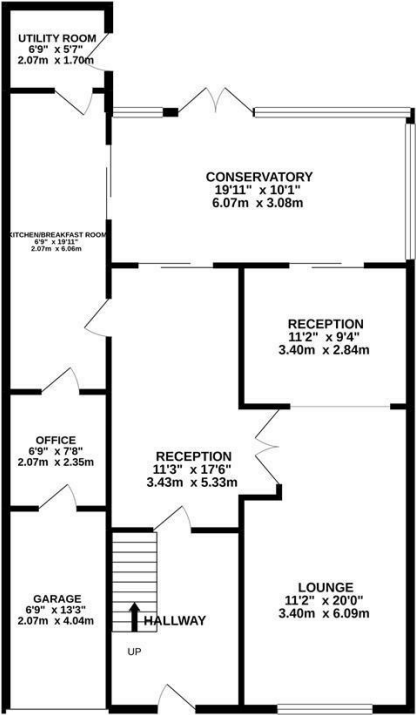 UTILITY ROOM
6'9" x 5'7"
2.07m x 1.70m
CONSERVATORY
19'11" x 10'1"
6.07m x 3.08m
KITCHEN/BREAKFAST ROOM
6'9" x 19'11"
2.07m x 6.06m
RECEPTION
11'2" x 9'4"
3.40m x 2.84m
OFFICE
6'9" x 7'8"
2.07m x 2.35m
RECEPTION
11'3" x 17'6"
3.43m x 5.33m
GARAGE
6'9" x 13'3"
2.07m x 4.04m
LOUNGE
11'2" x 20'0"
3.40m x 6.09m
HALLWAY
UP